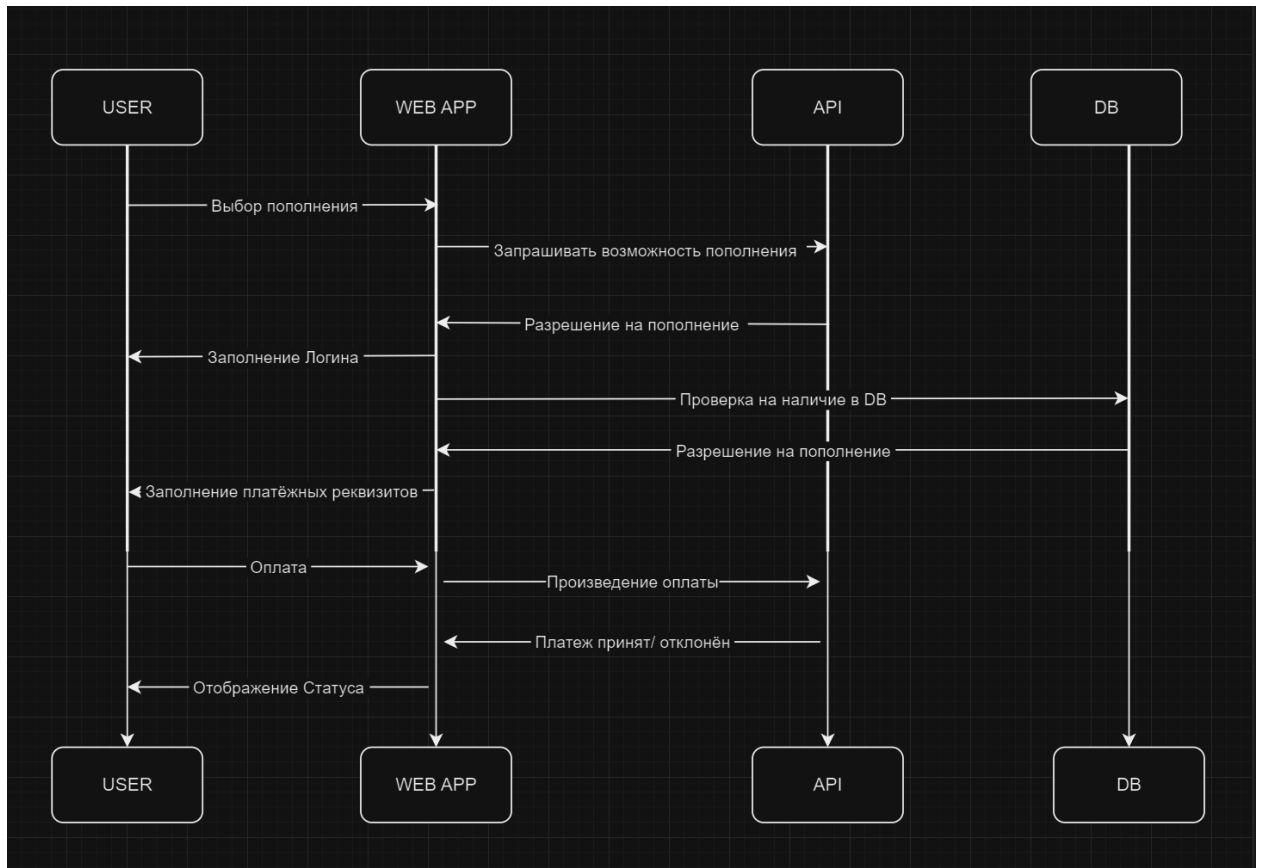 USER
WEB APP
API
DB
Выбор пополнения
Запрашивать возможность пополнения
Разрешение на пополнение
Заполнение Логина
Проверка на наличие в DB
Разрешение на пополнение
Заполнение платёжных реквизитов
Оплата
Произведение оплаты
Платеж принят/ отклонён
Отображение Статуса
USER
WEB APP
API
DB